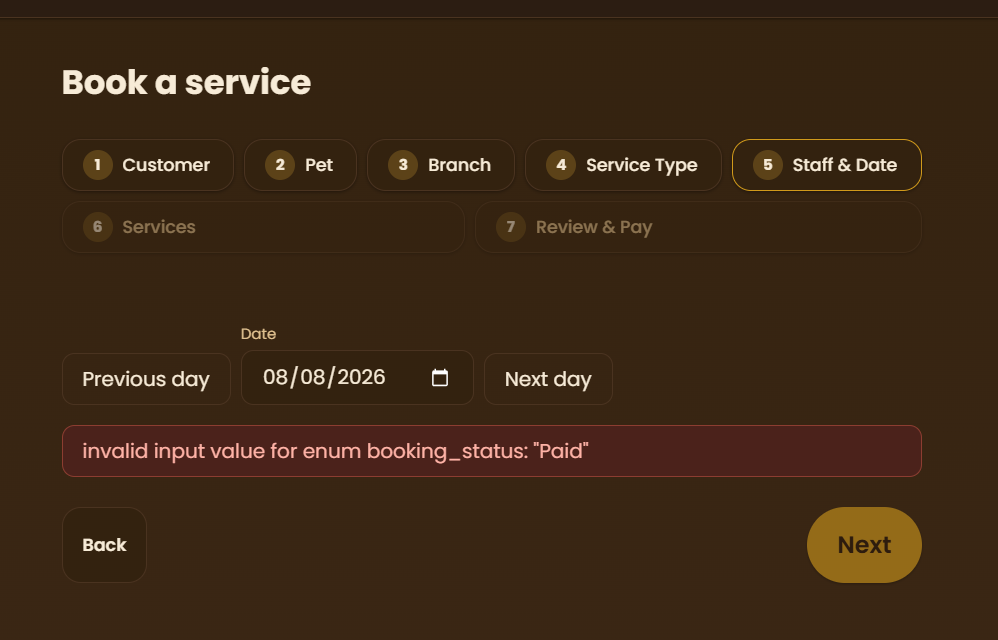 Book a service
1 Customer 2 Pet 3 Branch 4 Service Type 5 Staff & Date
6 Services 7 Review & Pay
Date
Previous day 08/08/2026 Next day
invalid input value for enum booking_status: "Paid"
Back Next